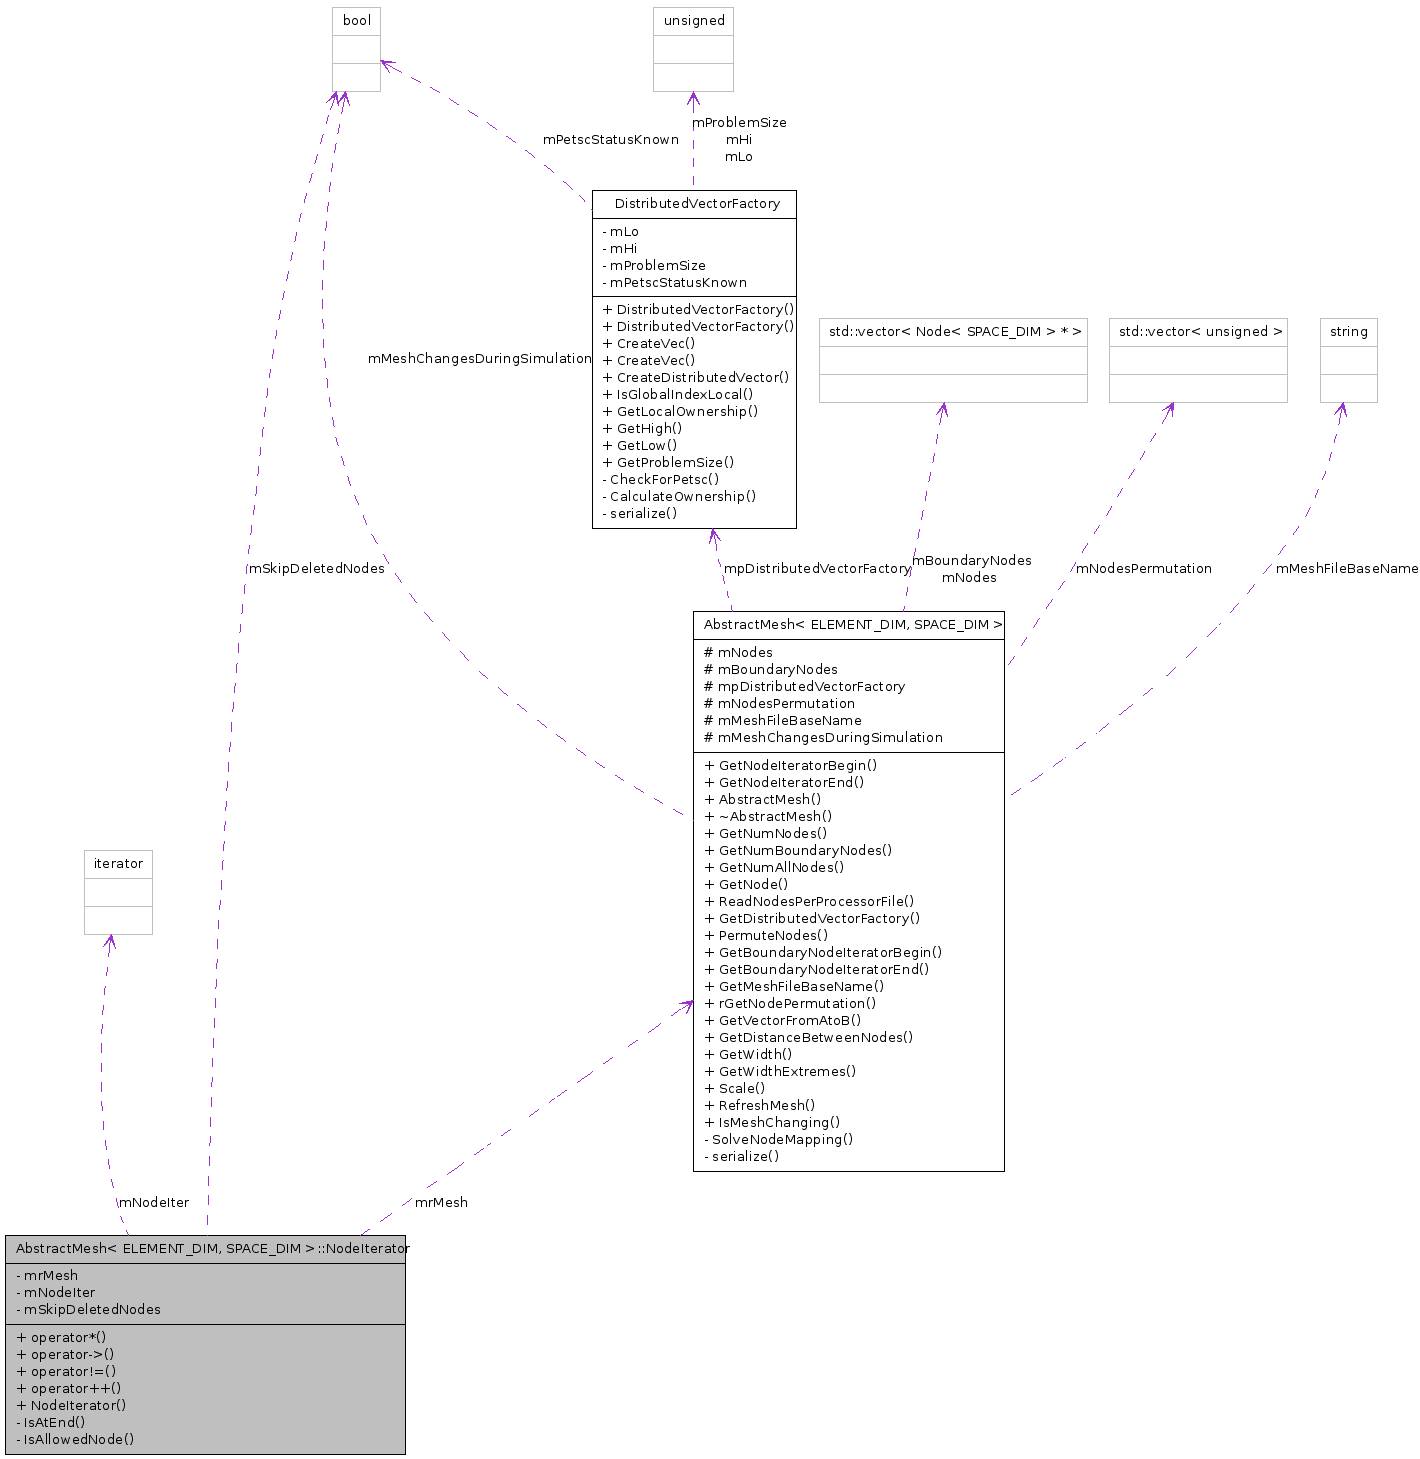 bool
unsigned
mPetscStatusKnown
mProblemSize
mHi
mLo
DistributedVectorFactory
- mLo
- mHi
- mProblemSize
- mPetscStatusKnown
+ DistributedVectorFactory()
+ DistributedVectorFactory()
+ CreateVec()
+ CreateVec()
+ CreateDistributedVector()
+ IsGlobalIndexLocal()
+ GetLocalOwnership()
+ GetHigh()
+ GetLow()
+ GetProblemSize()
- CheckForPetsc()
- CalculateOwnership()
- serialize()
std::vector< Node< SPACE_DIM > * >
std::vector< unsigned >
string
mMeshChangesDuringSimulation
mSkipDeletedNodes
mpDistributedVectorFactory
mBoundaryNodes
mNodes
mNodesPermutation
mMeshFileBaseName
AbstractMesh< ELEMENT_DIM, SPACE_DIM >
# mNodes
# mBoundaryNodes
# mpDistributedVectorFactory
# mNodesPermutation
# mMeshFileBaseName
# mMeshChangesDuringSimulation
+ GetNodeIteratorBegin()
+ GetNodeIteratorEnd()
+ AbstractMesh()
+ ~AbstractMesh()
+ GetNumNodes()
+ GetNumBoundaryNodes()
+ GetNumAllNodes()
+ GetNode()
+ ReadNodesPerProcessorFile()
+ GetDistributedVectorFactory()
+ PermuteNodes()
+ GetBoundaryNodeIteratorBegin()
+ GetBoundaryNodeIteratorEnd()
+ GetMeshFileBaseName()
+ rGetNodePermutation()
+ GetVectorFromAtoB()
+ GetDistanceBetweenNodes()
+ GetWidth()
+ GetWidthExtremes()
+ Scale()
+ RefreshMesh()
+ IsMeshChanging()
- SolveNodeMapping()
- serialize()
iterator
mNodeIter
mrMesh
AbstractMesh< ELEMENT_DIM, SPACE_DIM >::NodeIterator
- mrMesh
- mNodeIter
- mSkipDeletedNodes
+ operator*()
+ operator->()
+ operator!=()
+ operator++()
+ NodeIterator()
- IsAtEnd()
- IsAllowedNode()